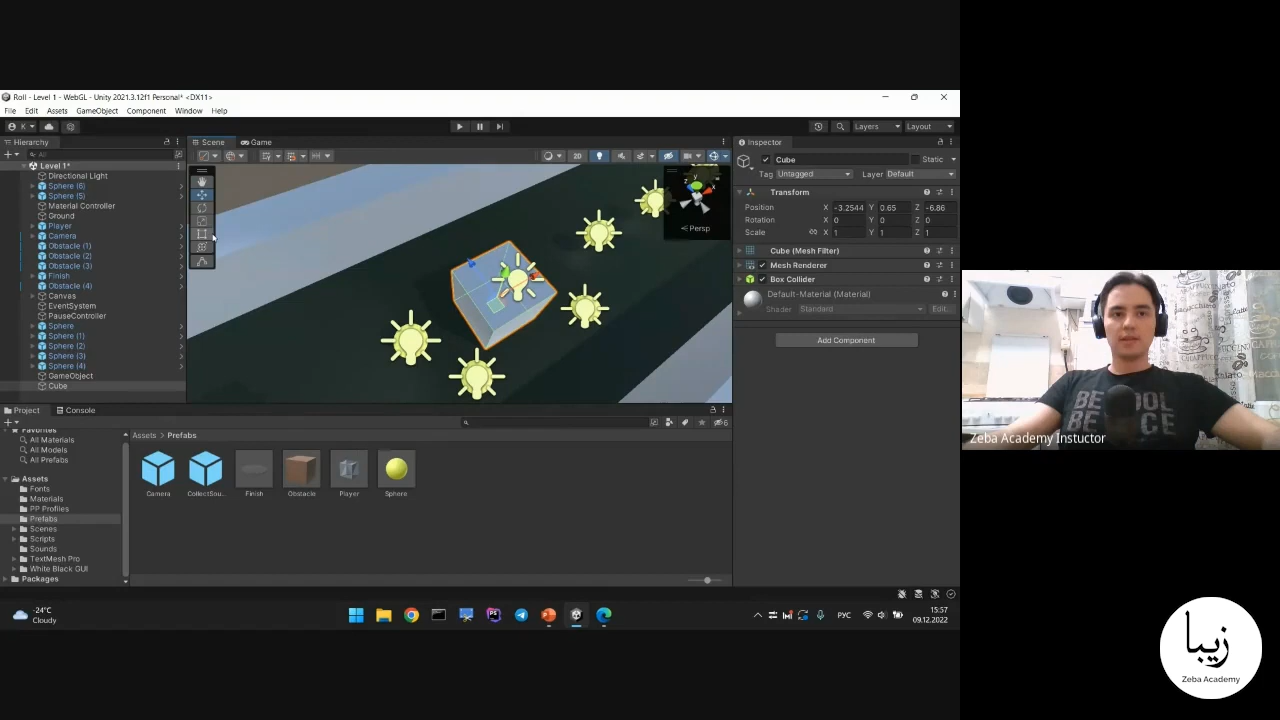 Roll - Level 1 - WebGL - Unity 2021.3.12f1 Personal* <DX11>
File Edit Assets GameObject Component Window Help
K
Layers
Layout
Hierarchy
All
Level 1*
Directional Light
Sphere (6)
Sphere (5)
Material Controller
Ground
Player
Camera
Obstacle (1)
Obstacle (2)
Obstacle (3)
Finish
Obstacle (4)
Canvas
EventSystem
PauseController
Sphere
Sphere (1)
Sphere (2)
Sphere (3)
Sphere (4)
GameObject
Cube
Scene Game
2D
y
x
Persp
Inspector
Cube
Static
Tag Untagged
Layer Default
Transform
Position X -3.2544 Y 0.65 Z -6.86
Rotation X 0 Y 0 Z 0
Scale X 1 Y 1 Z 1
Cube (Mesh Filter)
Mesh Renderer
Box Collider
Default-Material (Material)
Shader Standard Edit...
Add Component
Project Console
6
Favorites
All Materials
All Models
All Prefabs
Assets
Fonts
Materials
PP Profiles
Prefabs
Scenes
Scripts
Sounds
TextMesh Pro
White Black GUI
Packages
Assets > Prefabs
Camera
CollectSou...
Finish
Obstacle
Player
Sphere
-24°C
Cloudy
РУС
15:57
09.12.2022
Zeba Academy Instuctor
زيبا
Zeba Academy